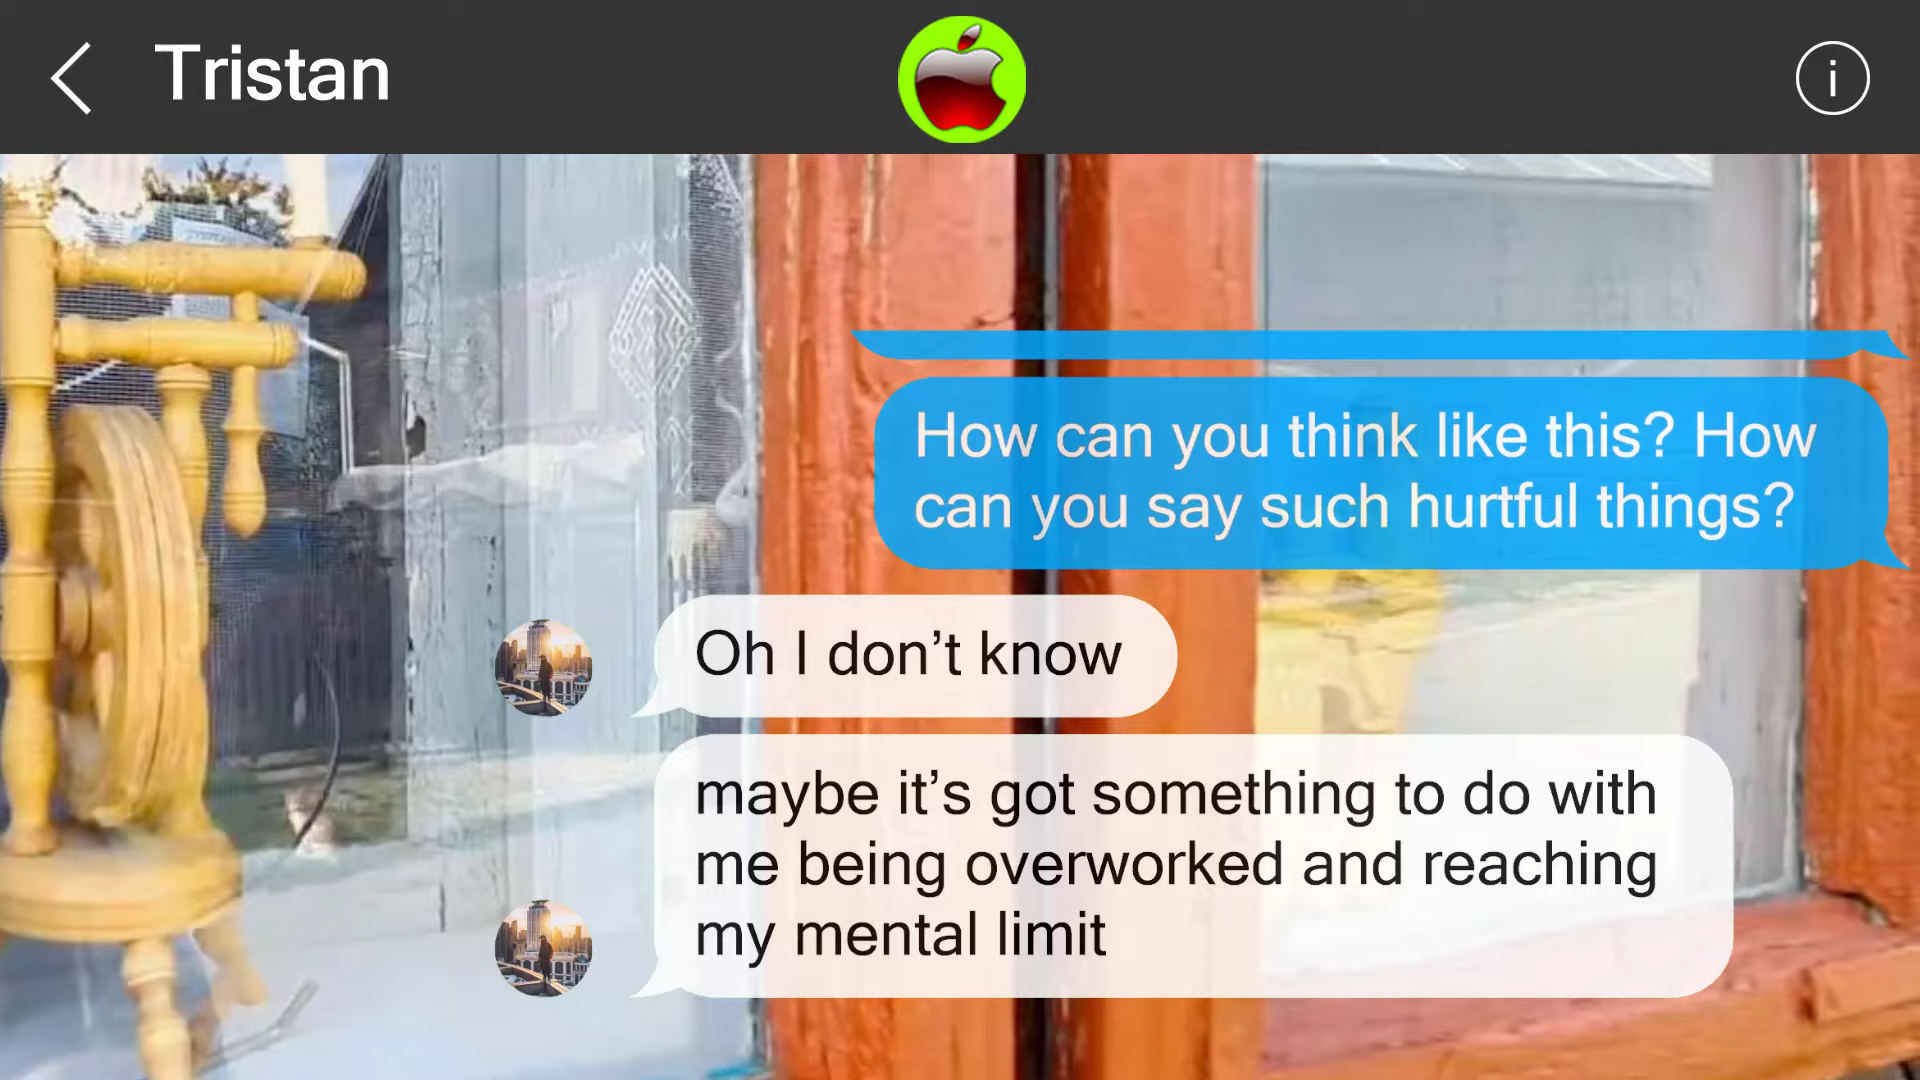 Tristan
i
How can you think like this? How
can you say such hurtful things?
Oh I don’t know
maybe it’s got something to do with
me being overworked and reaching
my mental limit